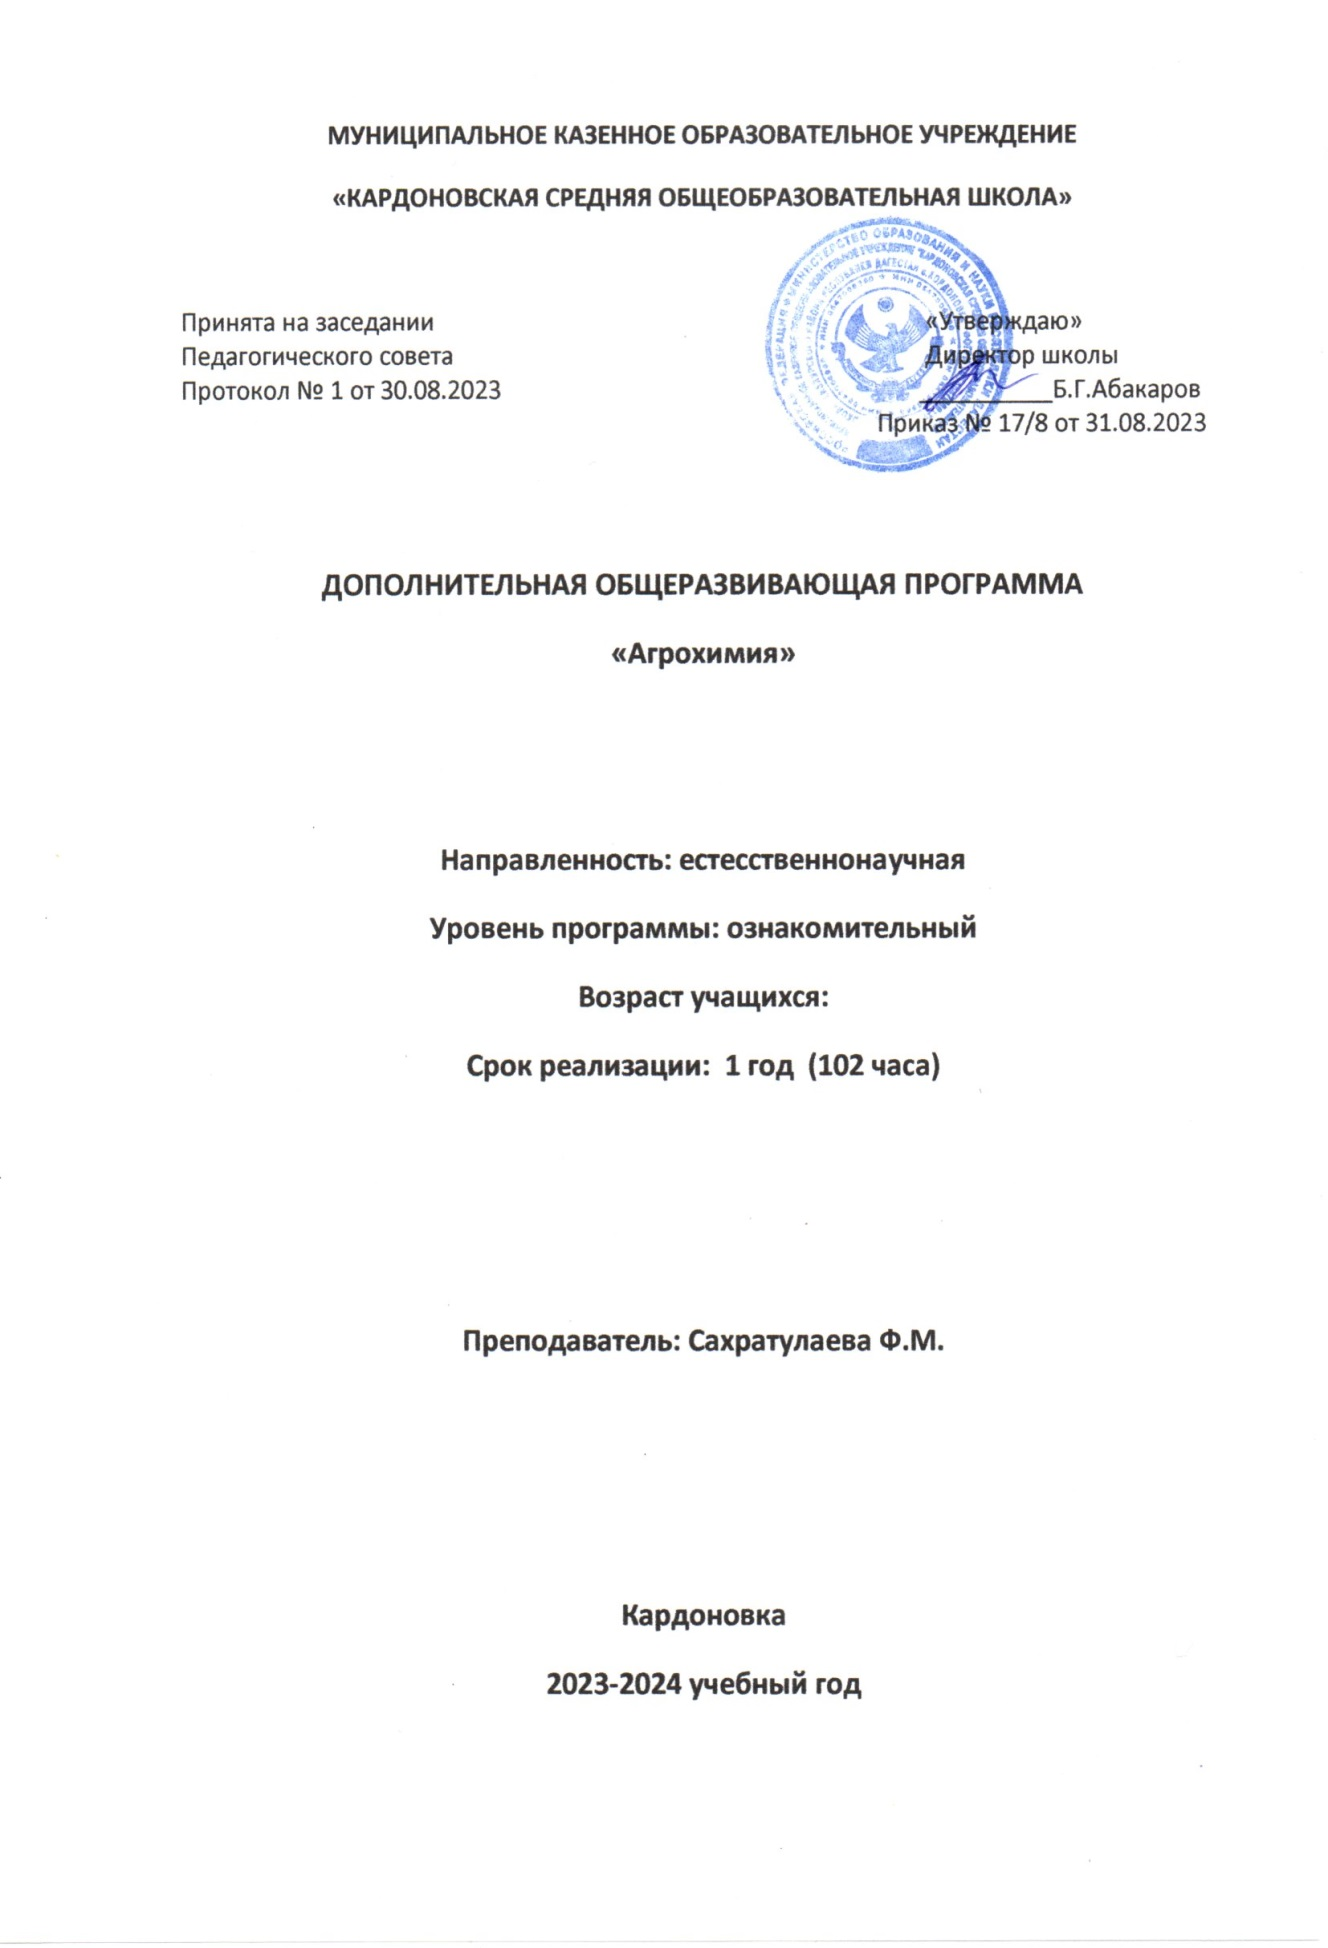 МУНИЦИПАЛЬНОЕ КАЗЕННОЕ ОБРАЗОВАТЕЛЬНОЕ УЧРЕЖДЕНИЕ
«КАРДОНОВСКАЯ СРЕДНЯЯ ОБЩЕОБРАЗОВАТЕЛЬНАЯ ШКОЛА»
Принята на заседании
Педагогического совета
Протокол № 1 от 30.08.2023
«Утверждаю»
Директор школы
__________Б.Г.Абакаров
Приказ № 17/8 от 31.08.2023
ДОПОЛНИТЕЛЬНАЯ ОБЩЕРАЗВИВАЮЩАЯ ПРОГРАММА
«Агрохимия»
Направленность: естесственнонаучная
Уровень программы: ознакомительный
Возраст учащихся:
Срок реализации: 1 год (102 часа)
Преподаватель: Сахратулаева Ф.М.
Кардоновка
2023-2024 учебный год